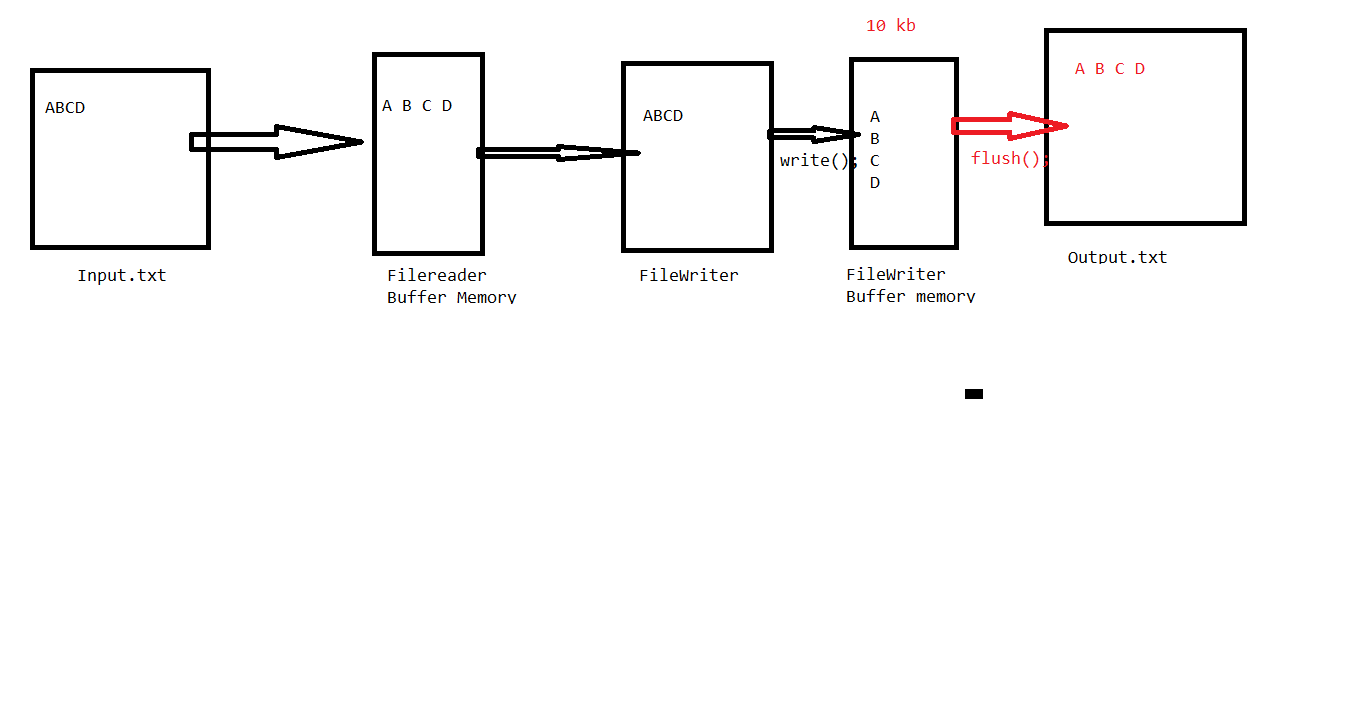 10 kb
ABCD
A B C D
ABCD
A
B
C
D
A B C D
write();
flush();
Input.txt
Filereader
Buffer Memory
FileWriter
FileWriter
Buffer memory
Output.txt